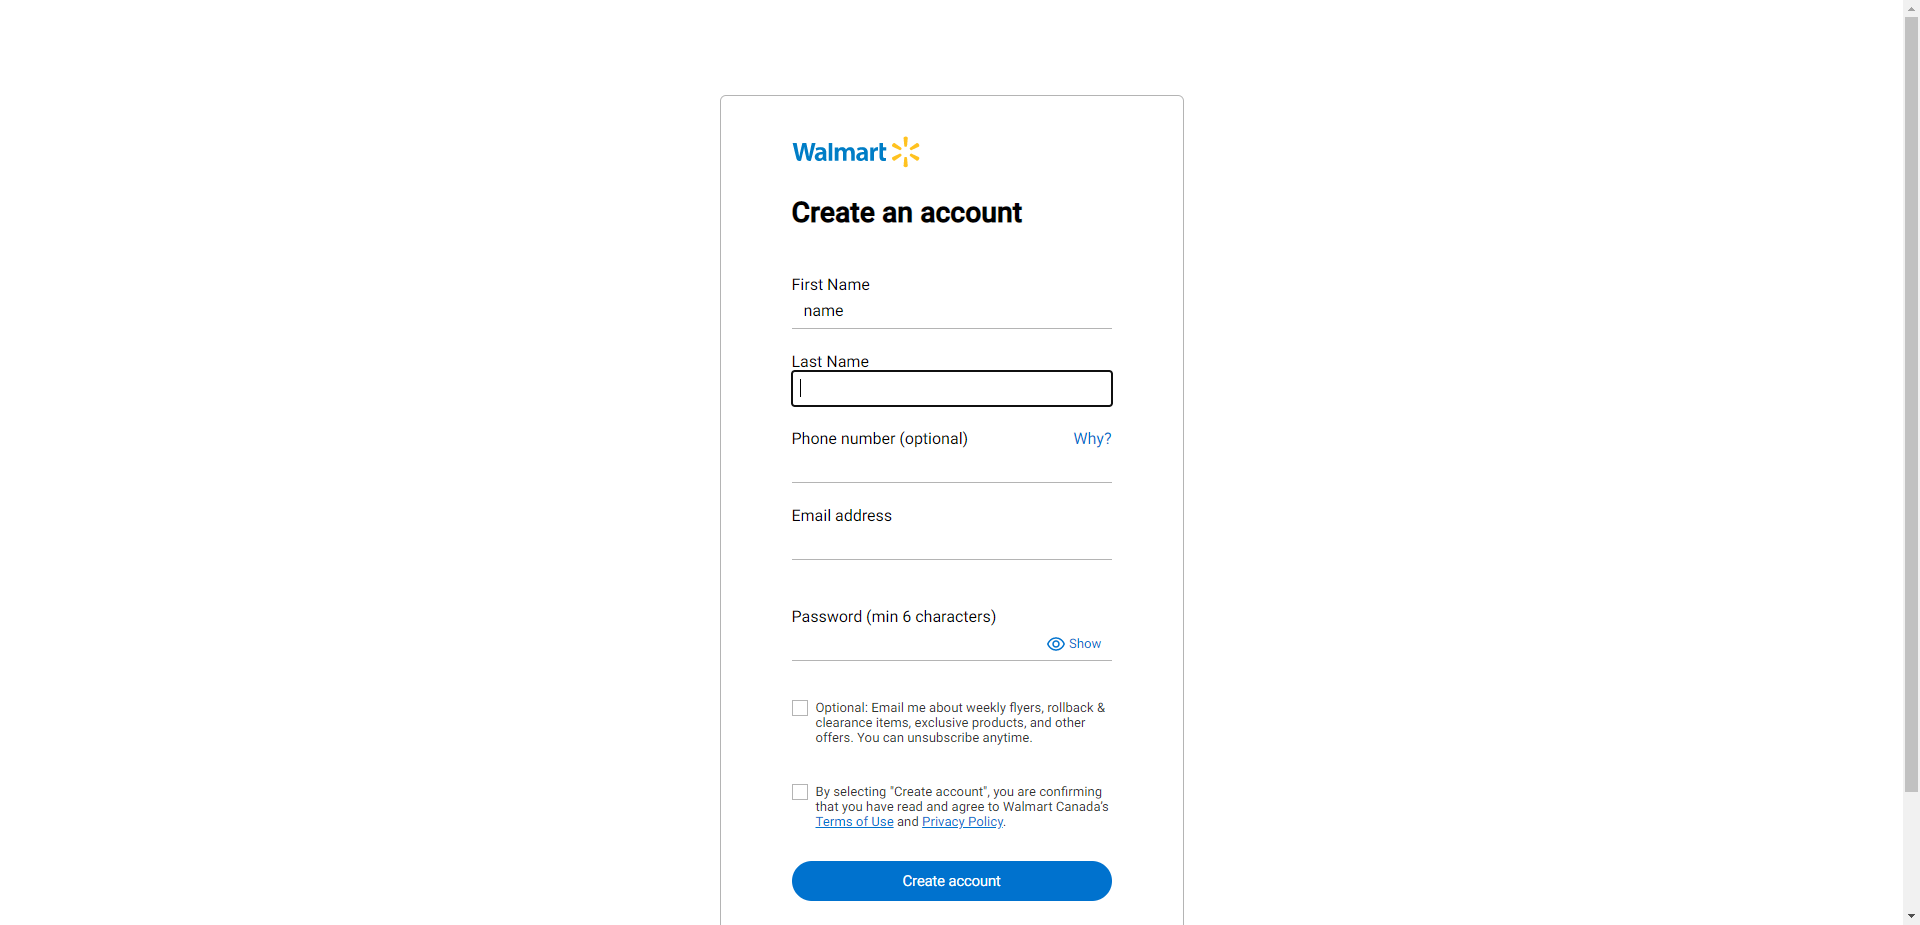 Walmart
Create an account
First Name
name
Last Name
Phone number (optional) Why?
Email address
Password (min 6 characters)
Show
Optional: Email me about weekly flyers, rollback &
clearance items, exclusive products, and other
offers. You can unsubscribe anytime.
By selecting "Create account", you are confirming
that you have read and agree to Walmart Canada's
Terms of Use and Privacy Policy.
Create account